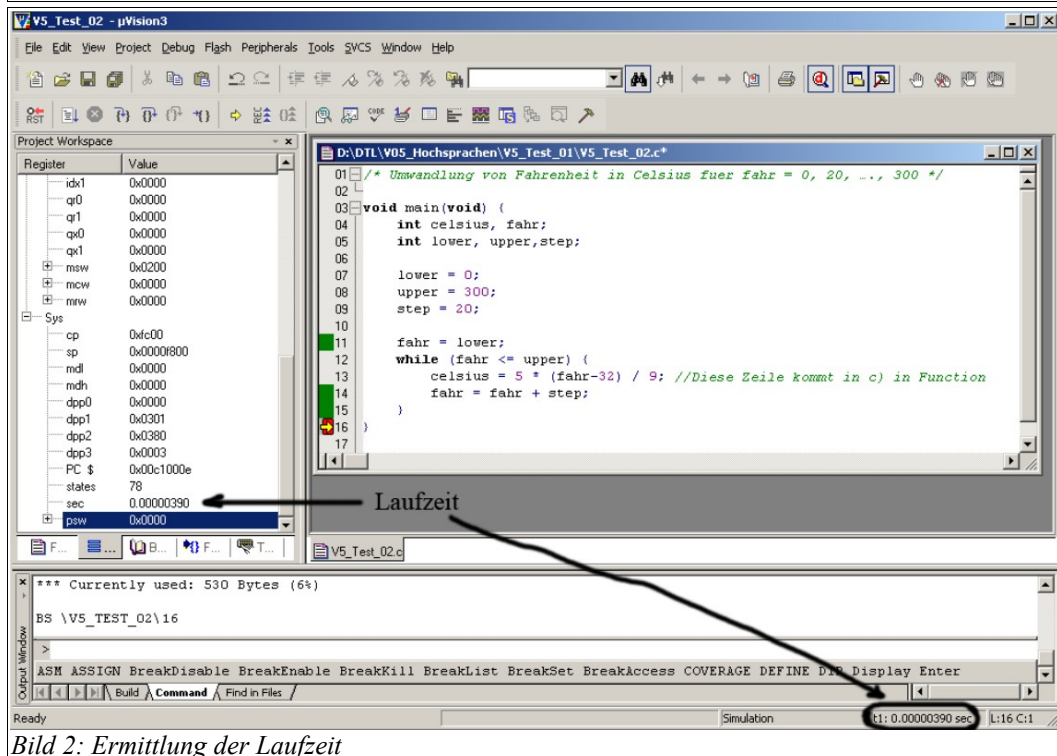 V5_Test_02 - µVision3
File Edit View Project Debug Flash Peripherals Tools SVCS Window Help
RST
CODE
Project Workspace
Register Value
idx1 0x0000
qr0 0x0000
qr1 0x0000
qx0 0x0000
qx1 0x0000
msw 0x0200
mcw 0x0000
mrw 0x0000
Sys
cp 0xfc00
sp 0x0000f800
mdl 0x0000
mdh 0x0000
dpp0 0x0000
dpp1 0x0301
dpp2 0x0380
dpp3 0x0003
PC $ 0x00c1000e
states 78
sec 0.00000390
psw 0x0000
F... ... B... F... T...
D:\DTL\V05_Hochsprachen\V5_Test_01\V5_Test_02.c*
01 /* Umwandlung von Fahrenheit in Celsius fuer fahr = 0, 20, …., 300 */
02
03 void main(void) {
04 int celsius, fahr;
05 int lower, upper,step;
06
07 lower = 0;
08 upper = 300;
09 step = 20;
10
11 fahr = lower;
12 while (fahr <= upper) {
13 celsius = 5 * (fahr-32) / 9; //Diese Zeile kommt in c) in Function
14 fahr = fahr + step;
15 }
16 }
17
Laufzeit
V5_Test_02.c
*** Currently used: 530 Bytes (6%)
BS \V5_TEST_02\16
>
ASM ASSIGN BreakDisable BreakEnable BreakKill BreakList BreakSet BreakAccess COVERAGE DEFINE DIR Display Enter
Output Window
Build Command Find in Files
Ready Simulation t1: 0.00000390 sec L:16 C:1
Bild 2: Ermittlung der Laufzeit